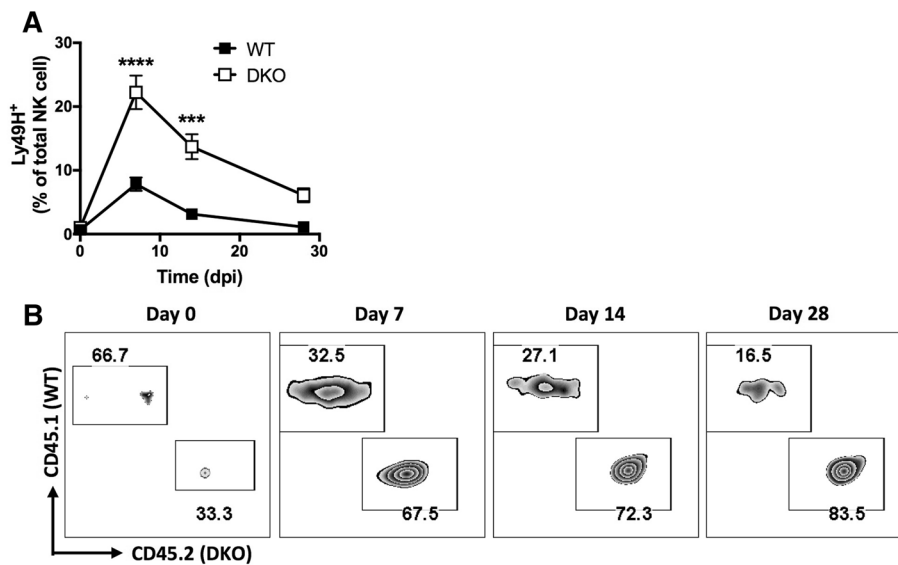 A
30
20
10
0
Ly49H+
(% of total NK cell)
WT
DKO
****
***
0 10 20 30
Time (dpi)
B
Day 0 Day 7 Day 14 Day 28
66.7 32.5 27.1 16.5
33.3 67.5 72.3 83.5
CD45.1 (WT)
CD45.2 (DKO)